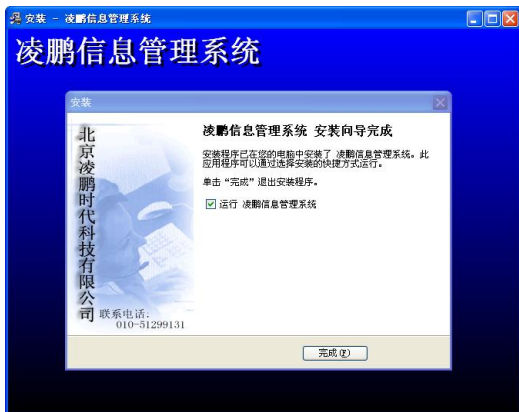 安装 - 凌鹏信息管理系统
凌鹏信息管理系统
安装
北京凌鹏时代科技有限公司
联系电话:
010-51299131
凌鹏信息管理系统 安装向导完成
安装程序已在您的电脑中安装了 凌鹏信息管理系统。此
应用程序可以通过选择安装的快捷方式运行。
单击“完成”退出安装程序。
运行 凌鹏信息管理系统
完成(F)